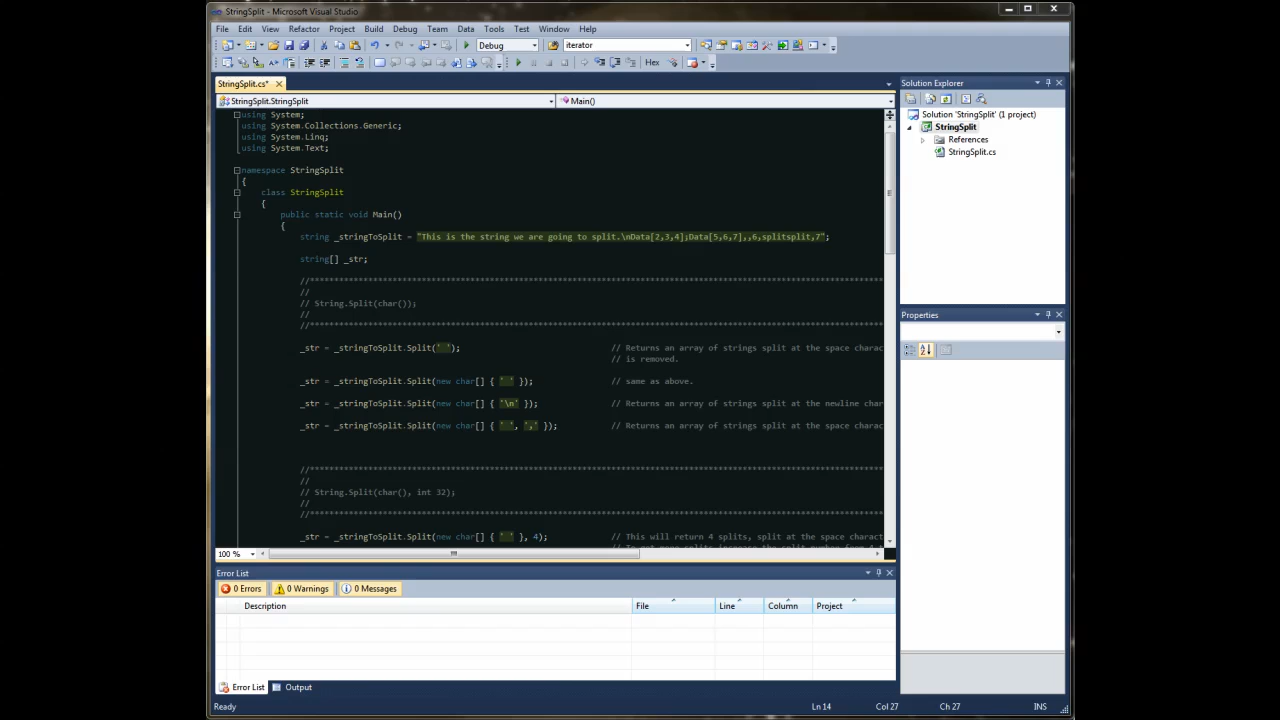 StringSplit - Microsoft Visual Studio
File Edit View Refactor Project Build Debug Team Data Tools Test Window Help
Debug iterator
Hex
StringSplit.cs*
StringSplit.StringSplit Main()
using System;
using System.Collections.Generic;
using System.Linq;
using System.Text;
namespace StringSplit
{
class StringSplit
{
public static void Main()
{
string _stringToSplit = "This is the string we are going to split.\nData[2,3,4];Data[5,6,7],,6,splitsplit,7";
string[] _str;
//
// String.Split(char());
//
_str = _stringToSplit.Split(' '); // Returns an array of strings split at the space charac
// is removed.
_str = _stringToSplit.Split(new char[] { ' ' }); // same as above.
_str = _stringToSplit.Split(new char[] { '\n' }); // Returns an array of strings split at the newline char
_str = _stringToSplit.Split(new char[] { ' ', ',' }); // Returns an array of strings split at the space charac
//
// String.Split(char(), int 32);
//
_str = _stringToSplit.Split(new char[] { ' ' }, 4); // This will return 4 splits, split at the space charact
100 %
Solution Explorer
Solution 'StringSplit' (1 project)
StringSplit
References
StringSplit.cs
Properties
Error List
0 Errors 0 Warnings 0 Messages
Description File Line Column Project
Error List Output
Ready Ln 14 Col 27 Ch 27 INS